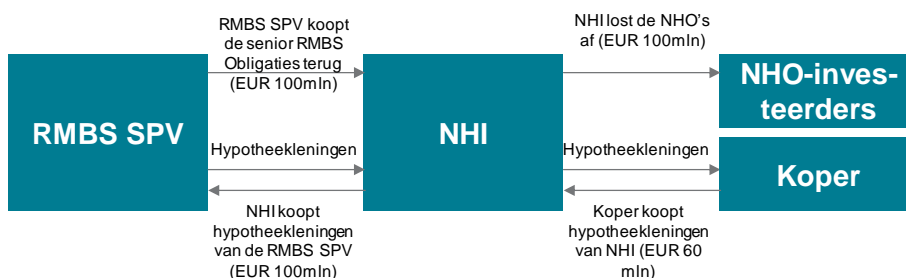 RMBS SPV koopt
de senior RMBS
Obligaties terug
(EUR 100mln)
NHI lost de NHO's
af (EUR 100mln)
RMBS SPV
NHI
NHO-inves-
teerders
Hypotheekleningen
Hypotheekleningen
Koper
NHI koopt
hypotheekleningen
van de RMBS SPV
(EUR 100mln)
Koper koopt
hypotheekleningen
van NHI (EUR 60
mln)